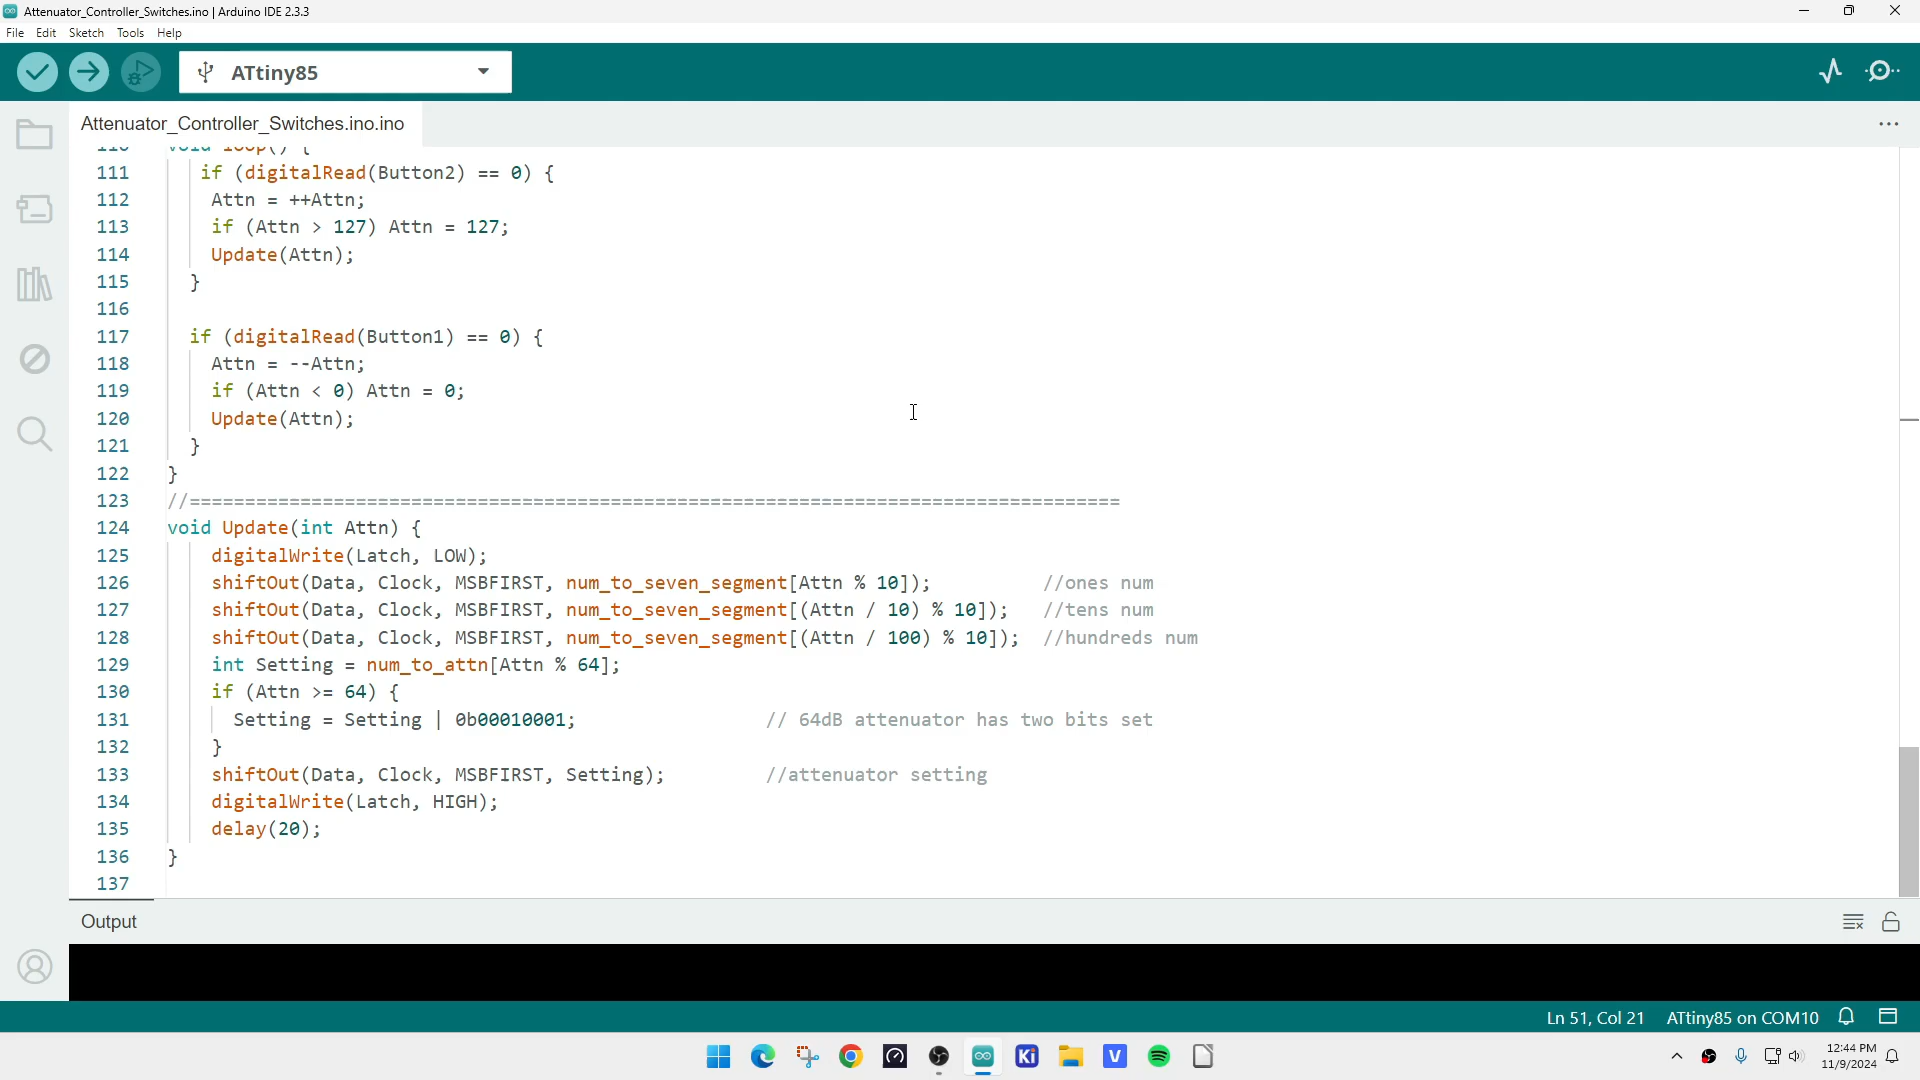 Attenuator_Controller_Switches.ino | Arduino IDE 2.3.3
File Edit Sketch Tools Help
ATtiny85
Attenuator_Controller_Switches.ino.ino
110 void loop() {
111 if (digitalRead(Button2) == 0) {
112 Attn = ++Attn;
113 if (Attn > 127) Attn = 127;
114 Update(Attn);
115 }
116
117 if (digitalRead(Button1) == 0) {
118 Attn = --Attn;
119 if (Attn < 0) Attn = 0;
120 Update(Attn);
121 }
122 }
123 //====================================================================================
124 void Update(int Attn) {
125 digitalWrite(Latch, LOW);
126 shiftOut(Data, Clock, MSBFIRST, num_to_seven_segment[Attn % 10]); //ones num
127 shiftOut(Data, Clock, MSBFIRST, num_to_seven_segment[(Attn / 10) % 10]); //tens num
128 shiftOut(Data, Clock, MSBFIRST, num_to_seven_segment[(Attn / 100) % 10]); //hundreds num
129 int Setting = num_to_attn[Attn % 64];
130 if (Attn >= 64) {
131 Setting = Setting | 0b00010001; // 64dB attenuator has two bits set
132 }
133 shiftOut(Data, Clock, MSBFIRST, Setting); //attenuator setting
134 digitalWrite(Latch, HIGH);
135 delay(20);
136 }
137
Output
Ln 51, Col 21 ATtiny85 on COM10
Ki
V
12:44 PM
11/9/2024